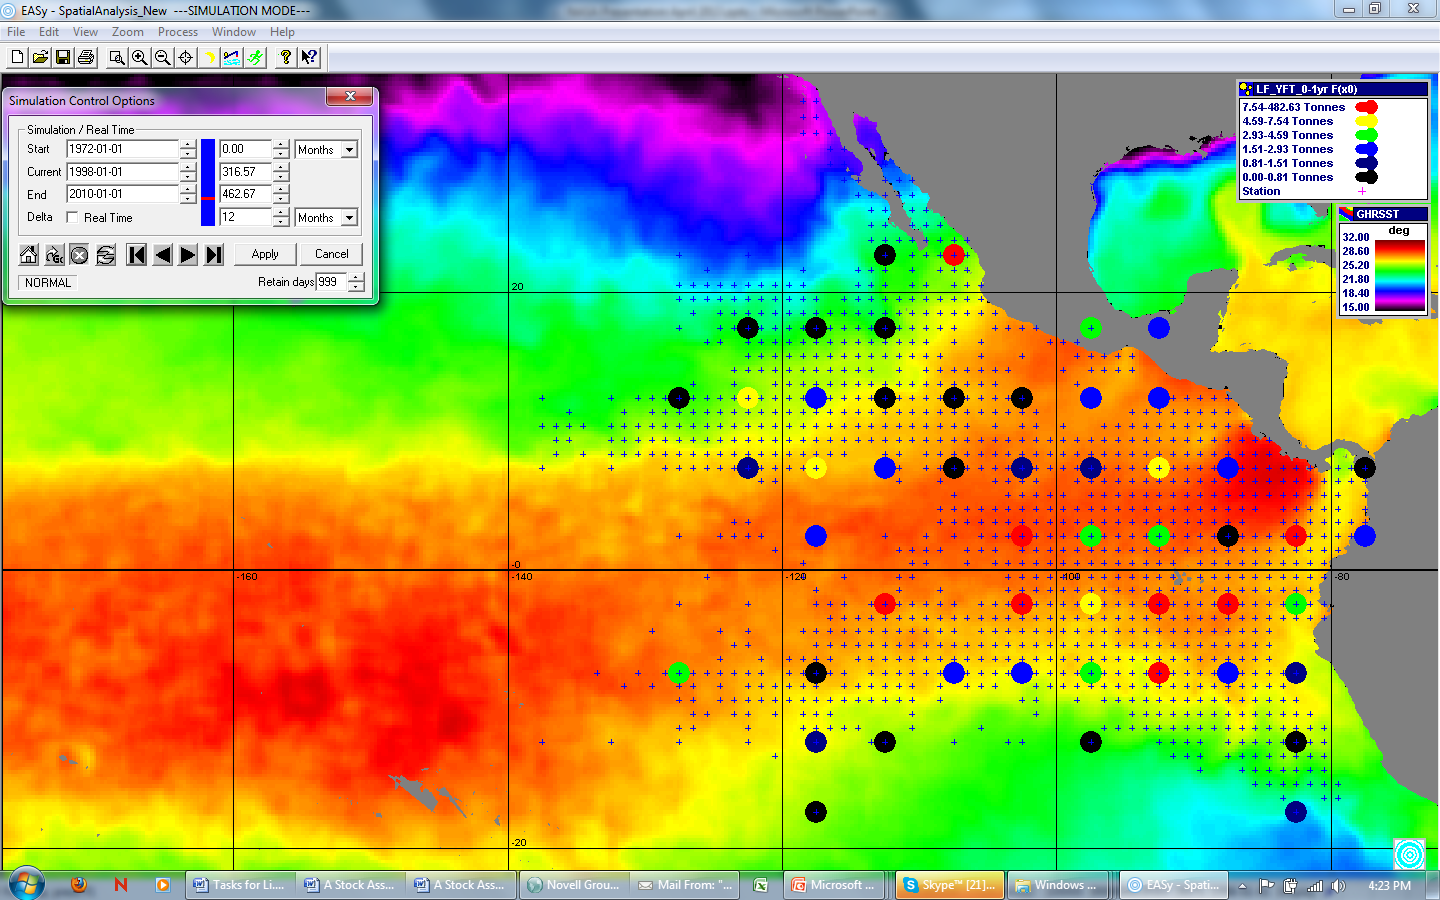 EASy - SpatialAnalysis_New ---SIMULATION MODE---
File Edit View Zoom Process Window Help
Simulation Control Options
Simulation / Real Time
Start 1972-01-01 0.00 Months
Current 1998-01-01 316.57
End 2010-01-01 462.67
Delta Real Time 12 Months
Apply Cancel
NORMAL Retain days 999
LF_YFT_0-1yr F(x0)
7.54-482.63 Tonnes
4.59-7.54 Tonnes
2.93-4.59 Tonnes
1.51-2.93 Tonnes
0.81-1.51 Tonnes
0.00-0.81 Tonnes
Station
GHRSST
deg
32.00
28.60
25.20
21.80
18.40
15.00
20
-0
-160 -140 -120 -100 -80
-20
Tasks for Li.... A Stock Ass... A Stock Ass... Novell Grou... Mail From: "... Microsoft ... Skype™ [21]... Windows ... EASy - Spati... 4:23 PM